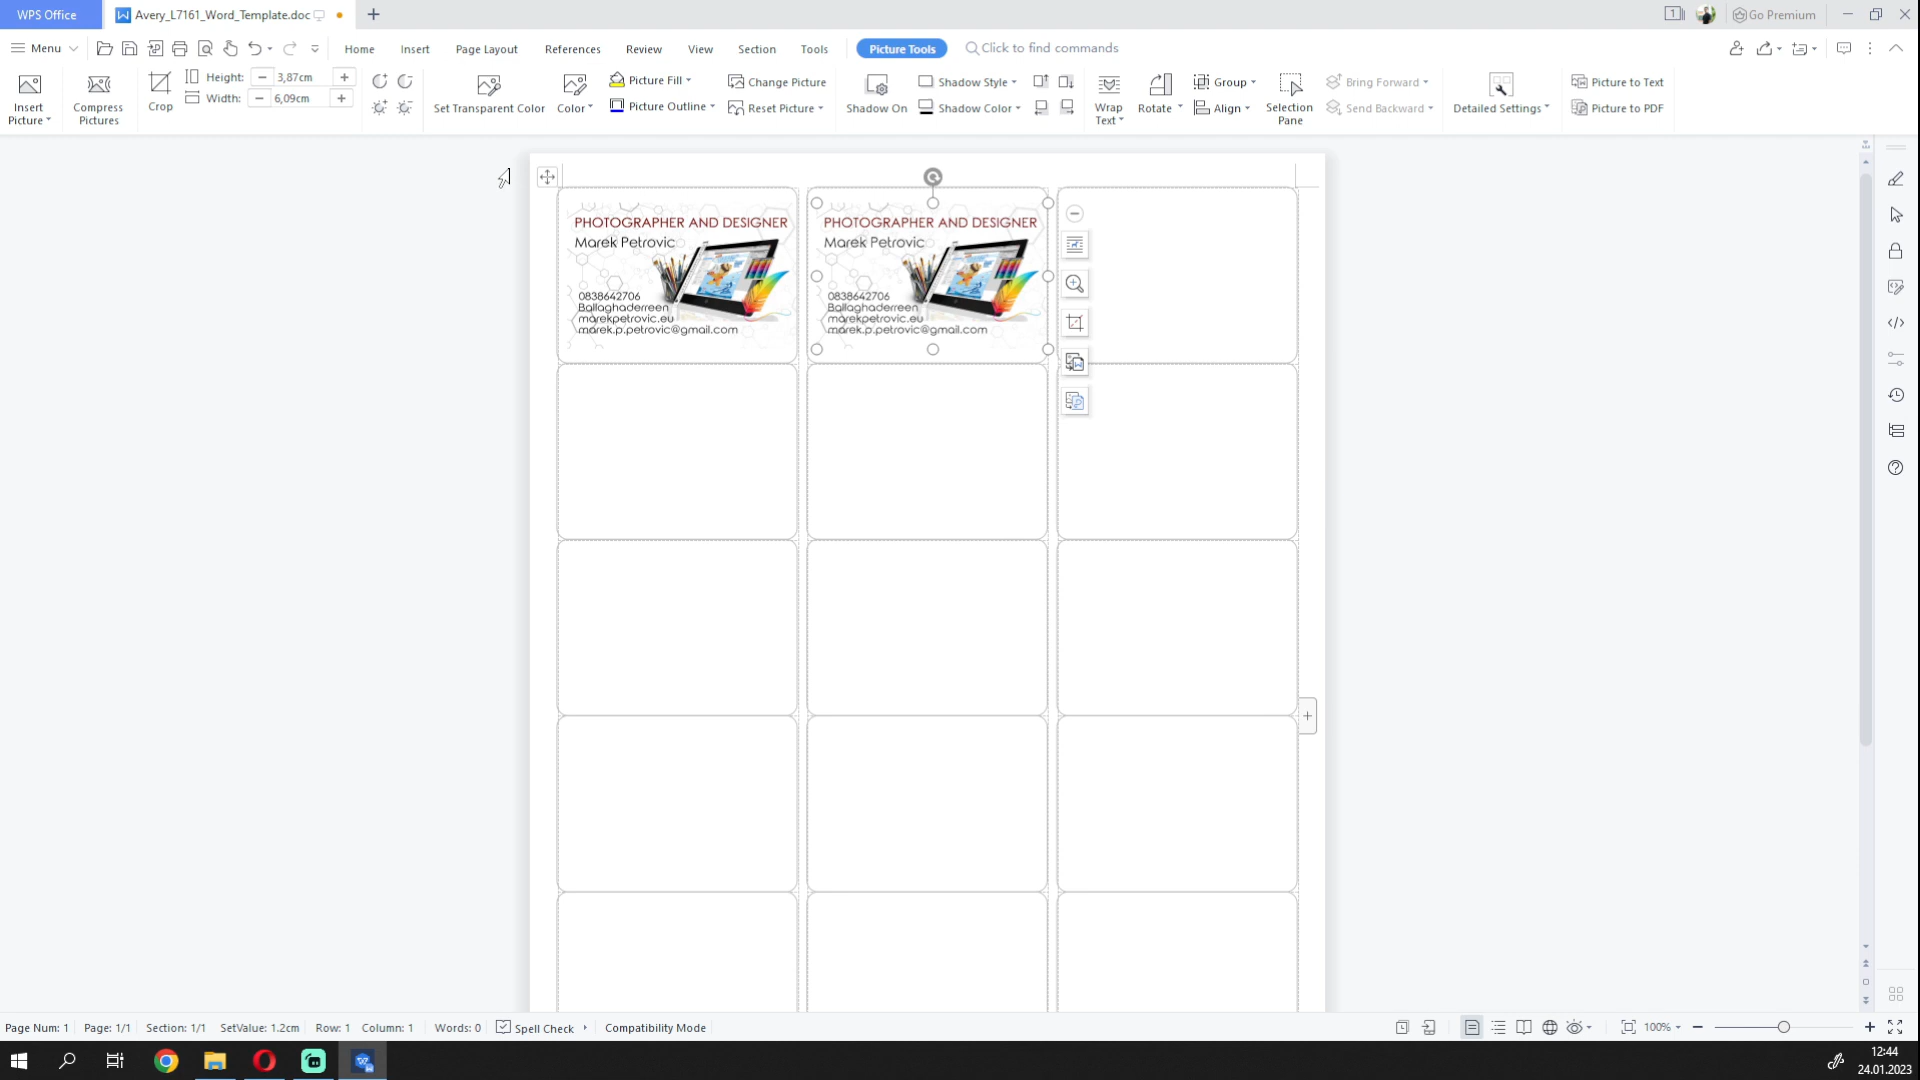 WPS Office
Avery_L7161_Word_Template.doc
1
Go Premium
Menu
Home
Insert
Page Layout
References
Review
View
Section
Tools
Picture Tools
Click to find commands
Insert Picture
Compress Pictures
Crop
Height: 3,87cm
Width: 6,09cm
Set Transparent Color
Color
Picture Fill
Picture Outline
Change Picture
Reset Picture
Shadow On
Shadow Style
Shadow Color
Wrap Text
Rotate
Group
Align
Selection Pane
Bring Forward
Send Backward
Detailed Settings
Picture to Text
Picture to PDF
PHOTOGRAPHER AND DESIGNER
Marek Petrovic
0838642706
Ballaghaderreen
marekpetrovic.eu
marek.p.petrovic@gmail.com
PHOTOGRAPHER AND DESIGNER
Marek Petrovic
0838642706
Ballaghaderreen
marekpetrovic.eu
marek.p.petrovic@gmail.com
Page Num: 1 Page: 1/1 Section: 1/1 SetValue: 1.2cm Row: 1 Column: 1 Words: 0 Spell Check Compatibility Mode
100%
12:44
24.01.2023